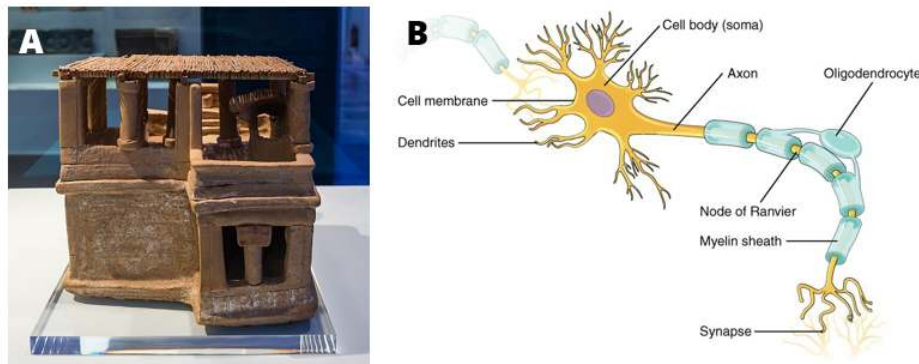 A
B
Cell body (soma)
Axon
Oligodendrocyte
Cell membrane
Dendrites
Node of Ranvier
Myelin sheath
Synapse